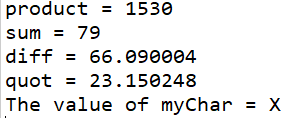 product = 1530
sum = 79
diff = 66.090004
quot = 23.150248
The value of myChar = X